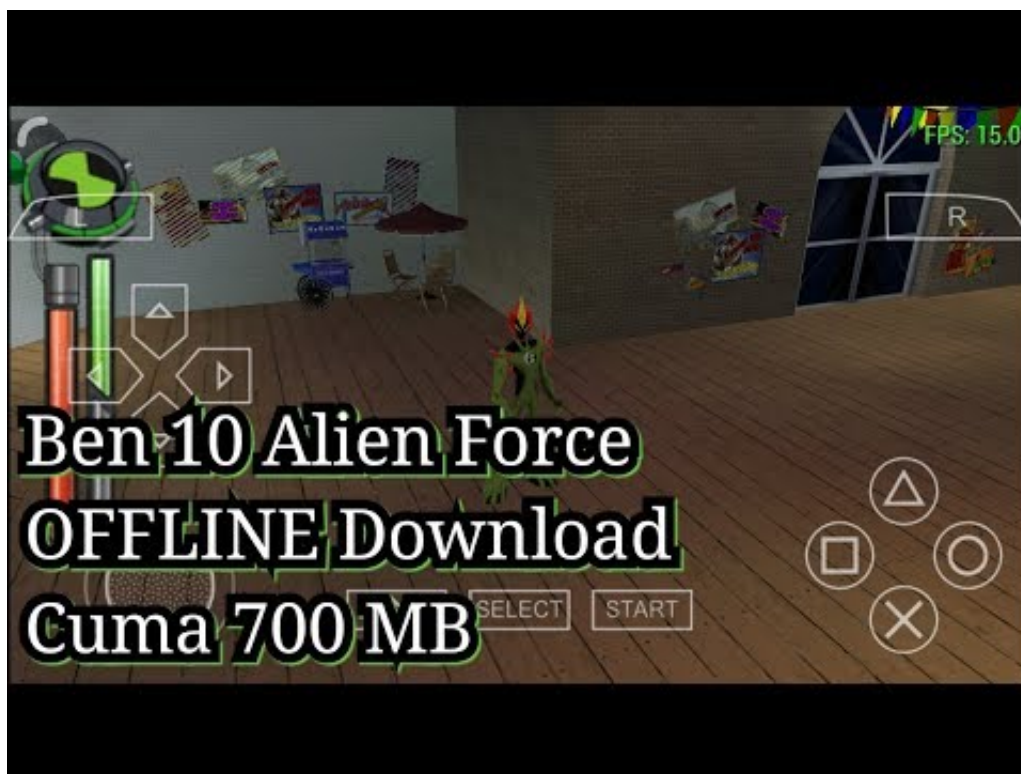 FPS: 15.0
L
R
Ben 10 Alien Force
OFFLINE Download
Cuma 700 MB
SELECT
START